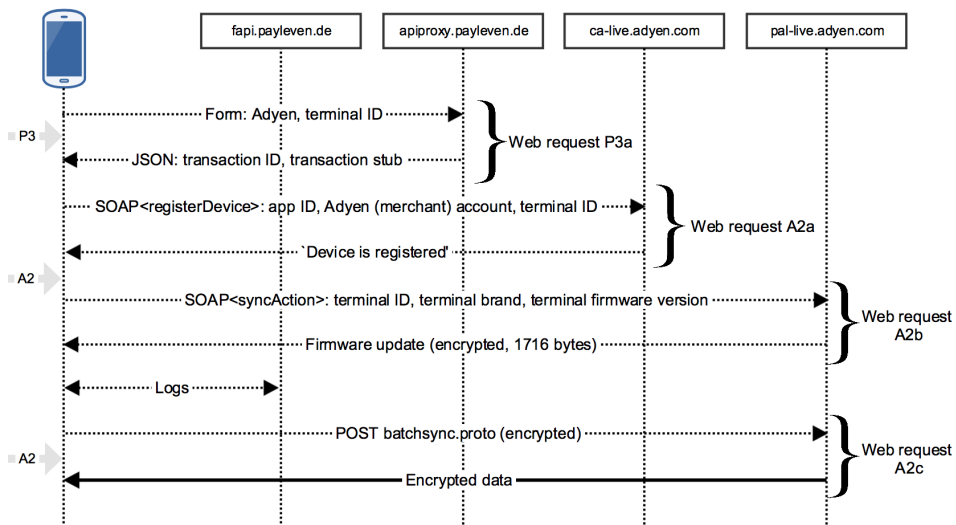 fapi.payleven.de
apiproxy.payleven.de
ca-live.adyen.com
pal-live.adyen.com
Form: Adyen, terminal ID
P3
Web request P3a
JSON: transaction ID, transaction stub
SOAP<registerDevice>: app ID, Adyen (merchant) account, terminal ID
Web request A2a
`Device is registered'
A2
SOAP<syncAction>: terminal ID, terminal brand, terminal firmware version
Web request
A2b
Firmware update (encrypted, 1716 bytes)
Logs
POST batchsync.proto (encrypted)
Web request
A2c
A2
Encrypted data